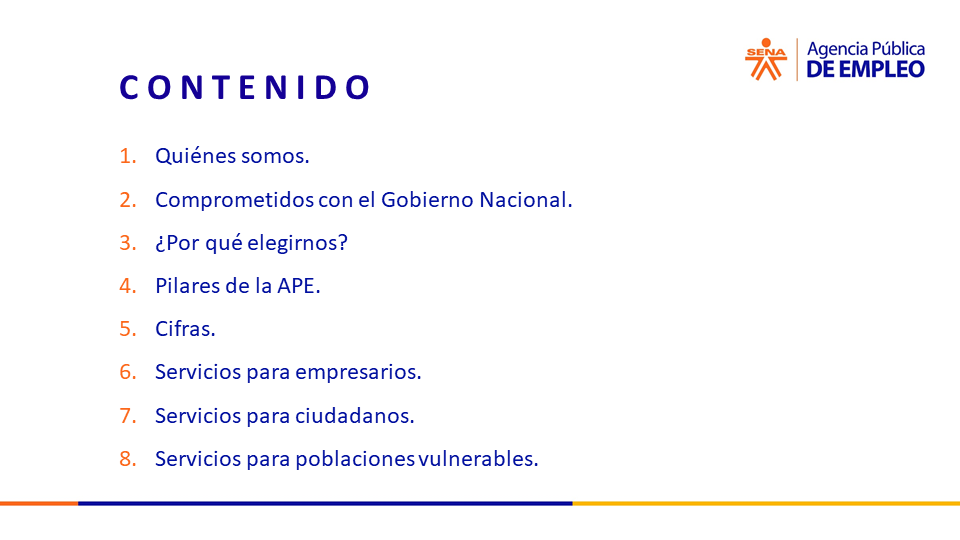 SENA
Agencia Pública
DE EMPLEO
CONTENIDO
1. Quiénes somos.
2. Comprometidos con el Gobierno Nacional.
3. ¿Por qué elegirnos?
4. Pilares de la APE.
5. Cifras.
6. Servicios para empresarios.
7. Servicios para ciudadanos.
8. Servicios para poblaciones vulnerables.